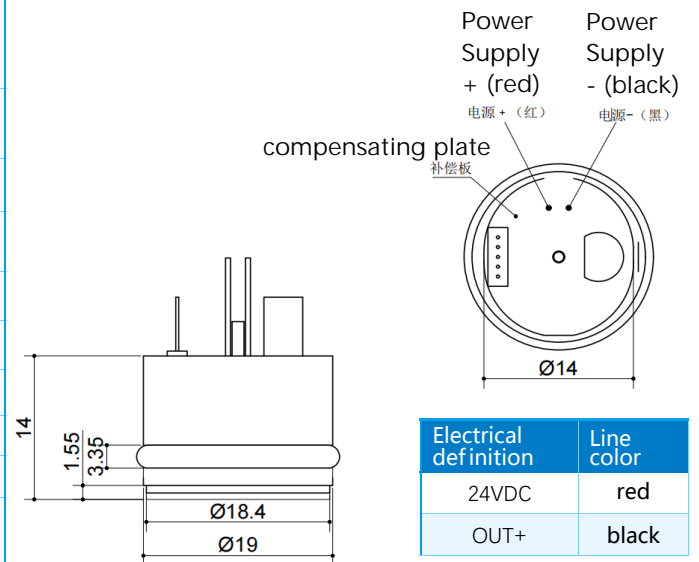 Power
Supply
+ (red)
Power
Supply
- (black)
电源 + （红）
电源-（黑）
compensating plate
补偿板
Ø14
14
1.55
3.35
Ø18.4
Ø19
Electrical
definition
Line
color
24VDC
red
OUT+
black